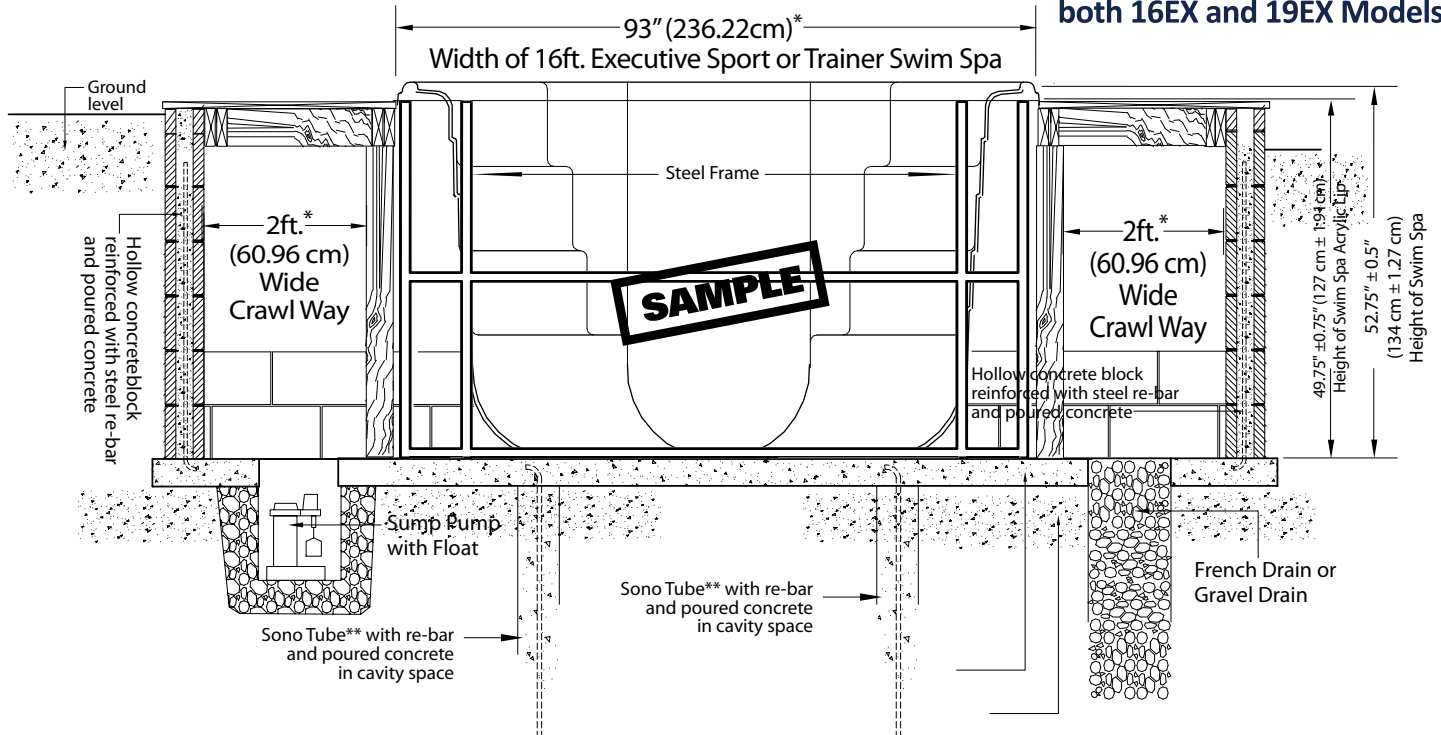 both 16EX and 19EX Models
93" (236.22cm)*
Width of 16ft. Executive Sport or Trainer Swim Spa
Ground
level
Steel Frame
2ft.*
(60.96 cm)
Wide
Crawl Way
Hollow concreteblock
reinforced with steel re-bar
and poured concrete
SAMPLE
2ft.*
(60.96 cm)
Wide
Crawl Way
Hollow concrete block
reinforced with steel re-bar
and poured concrete
49.75" ±0.75" (127 cm ± 1.91 cm)
Height of Swim Spa Acrylic Lip
52.75" ± 0.5"
(134 cm ± 1.27 cm)
Height of Swim Spa
Sump Pump
with Float
Sono Tube** with re-bar
and poured concrete
in cavity space
Sono Tube** with re-bar
and poured concrete
in cavity space
French Drain or
Gravel Drain